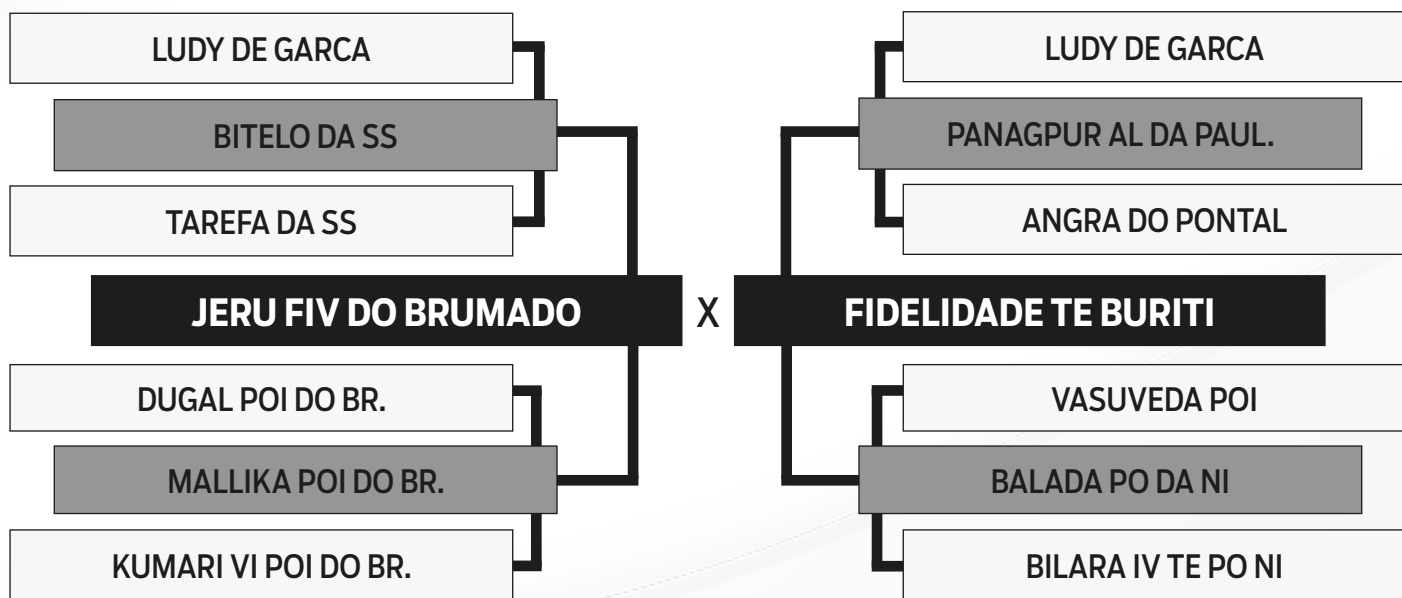 LUDY DE GARCA
BITELO DA SS
TAREFA DA SS
JERU FIV DO BRUMADO
DUGAL POI DO BR.
MALLIKA POI DO BR.
KUMARI VI POI DO BR.
X
LUDY DE GARCA
PANAGPUR AL DA PAUL.
ANGRA DO PONTAL
FIDELIDADE TE BURITI
VASUVEDA POI
BALADA PO DA NI
BILARA IV TE PO NI